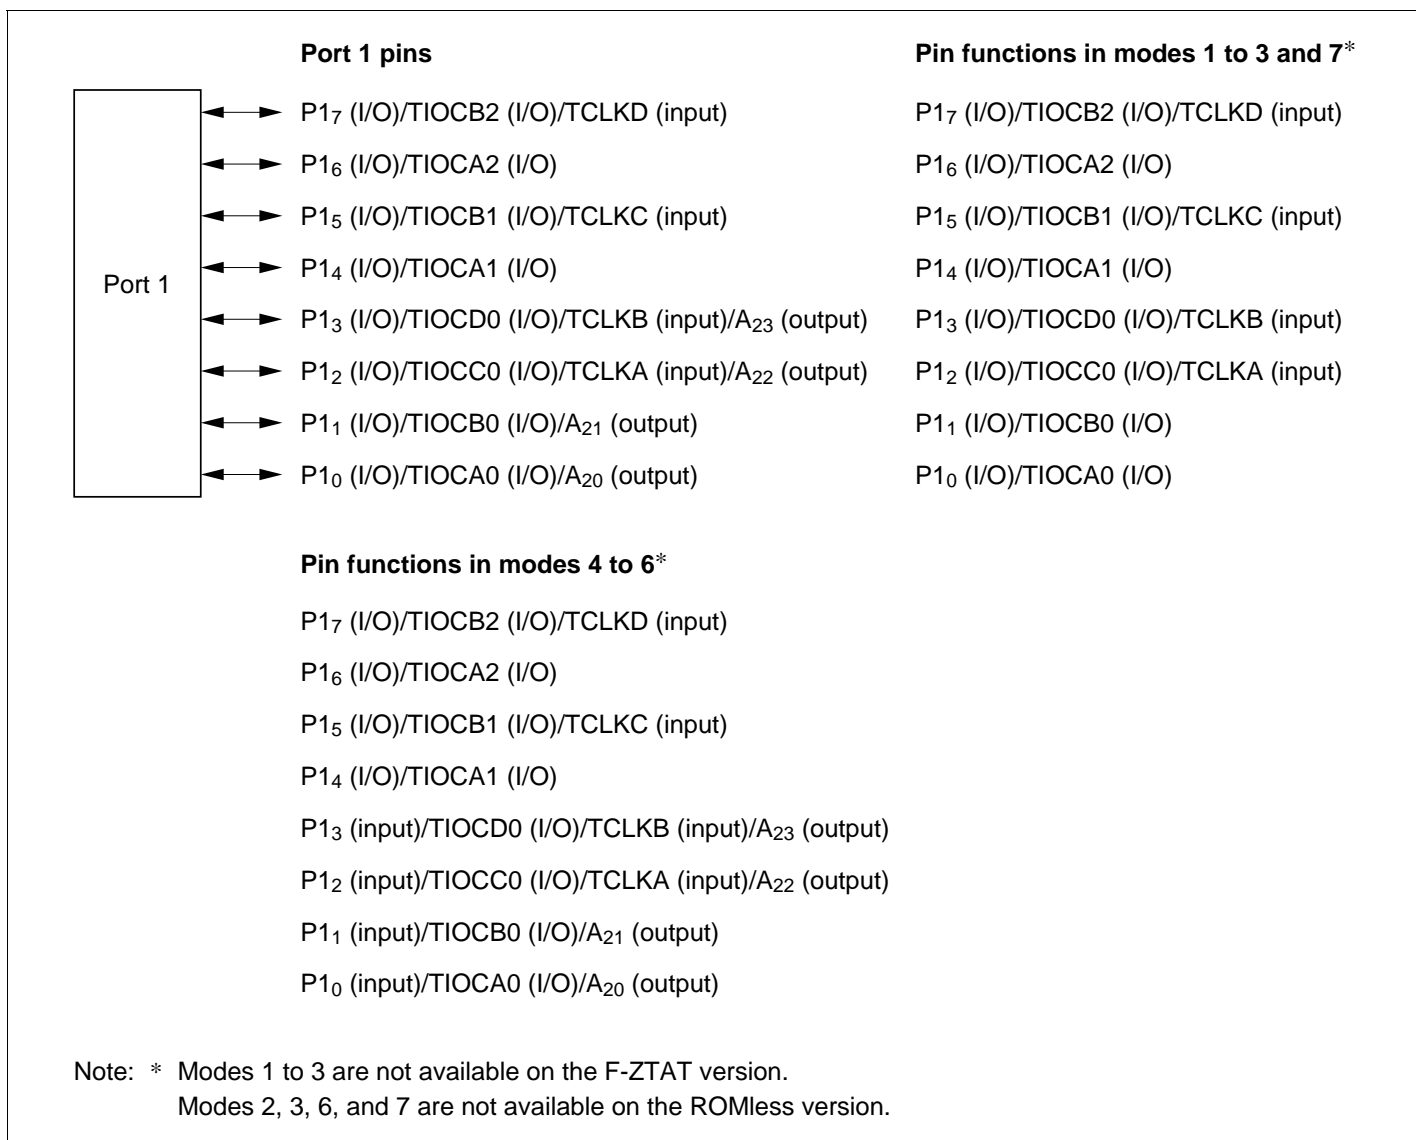 Port 1 pins
Port 1
P1₇ (I/O)/TIOCB2 (I/O)/TCLKD (input)
P1₆ (I/O)/TIOCA2 (I/O)
P1₅ (I/O)/TIOCB1 (I/O)/TCLKC (input)
P1₄ (I/O)/TIOCA1 (I/O)
P1₃ (I/O)/TIOCD0 (I/O)/TCLKB (input)/A₂₃ (output)
P1₂ (I/O)/TIOCC0 (I/O)/TCLKA (input)/A₂₂ (output)
P1₁ (I/O)/TIOCB0 (I/O)/A₂₁ (output)
P1₀ (I/O)/TIOCA0 (I/O)/A₂₀ (output)
Pin functions in modes 1 to 3 and 7*
P1₇ (I/O)/TIOCB2 (I/O)/TCLKD (input)
P1₆ (I/O)/TIOCA2 (I/O)
P1₅ (I/O)/TIOCB1 (I/O)/TCLKC (input)
P1₄ (I/O)/TIOCA1 (I/O)
P1₃ (I/O)/TIOCD0 (I/O)/TCLKB (input)
P1₂ (I/O)/TIOCC0 (I/O)/TCLKA (input)
P1₁ (I/O)/TIOCB0 (I/O)
P1₀ (I/O)/TIOCA0 (I/O)
Pin functions in modes 4 to 6*
P1₇ (I/O)/TIOCB2 (I/O)/TCLKD (input)
P1₆ (I/O)/TIOCA2 (I/O)
P1₅ (I/O)/TIOCB1 (I/O)/TCLKC (input)
P1₄ (I/O)/TIOCA1 (I/O)
P1₃ (input)/TIOCD0 (I/O)/TCLKB (input)/A₂₃ (output)
P1₂ (input)/TIOCC0 (I/O)/TCLKA (input)/A₂₂ (output)
P1₁ (input)/TIOCB0 (I/O)/A₂₁ (output)
P1₀ (input)/TIOCA0 (I/O)/A₂₀ (output)
Note: * Modes 1 to 3 are not available on the F-ZTAT version.
Modes 2, 3, 6, and 7 are not available on the ROMless version.